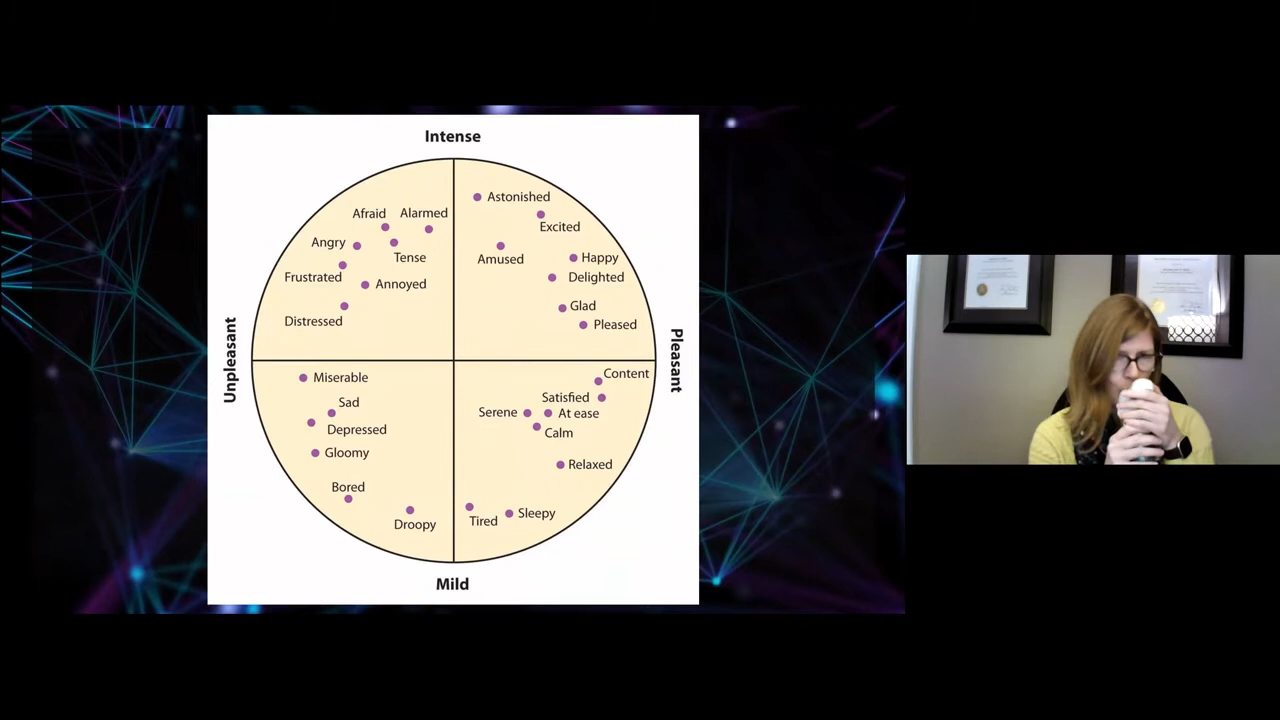 Intense
Astonished
Afraid
Alarmed
Excited
Angry
Tense
Amused
Happy
Frustrated
Annoyed
Delighted
Glad
Distressed
Pleased
Unpleasant
Pleasant
Miserable
Content
Sad
Satisfied
Serene
At ease
Depressed
Calm
Gloomy
Relaxed
Bored
Droopy
Tired
Sleepy
Mild